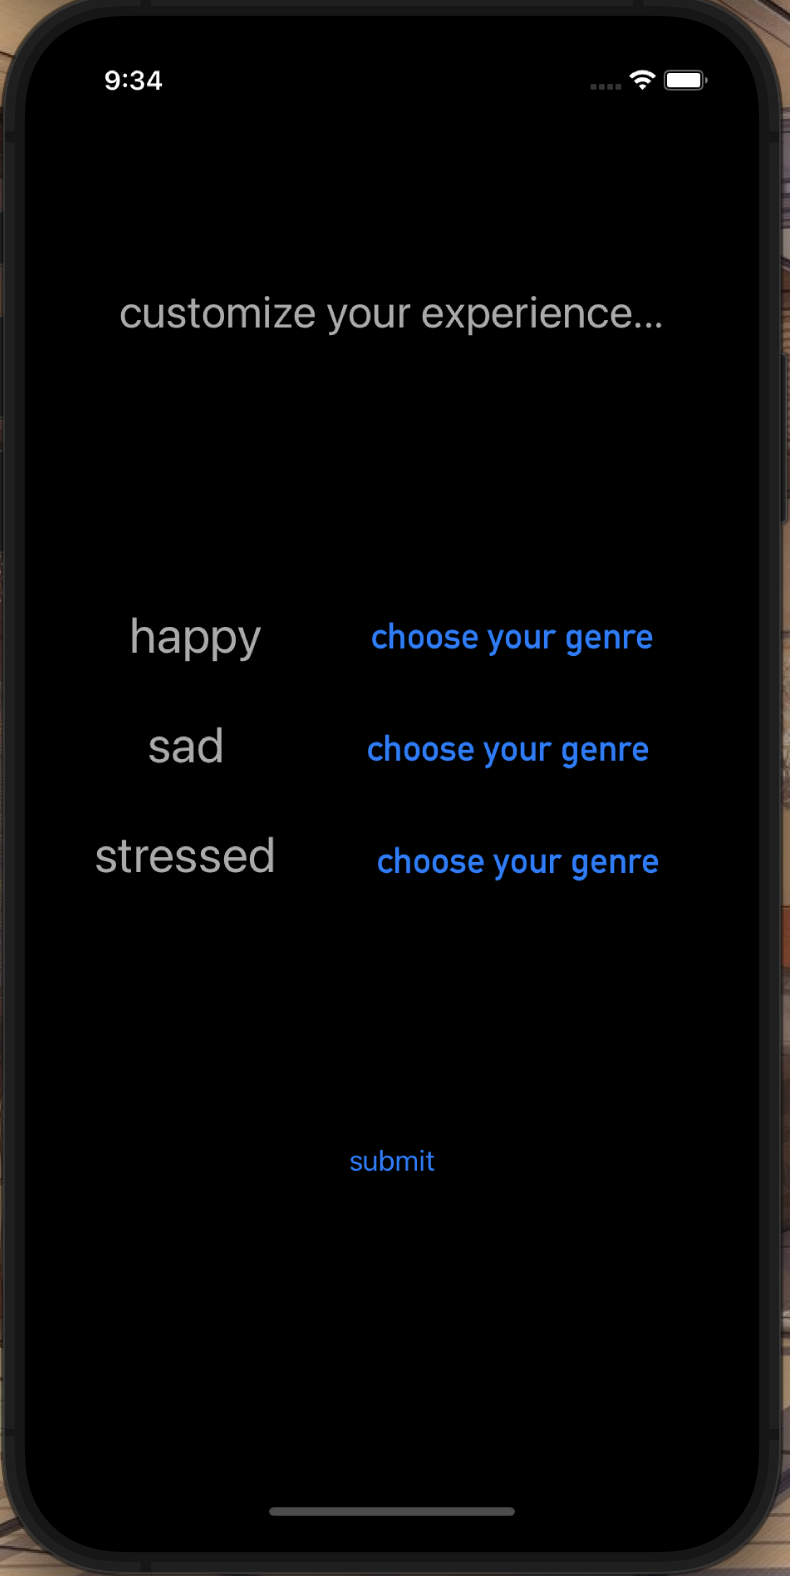 9:34
customize your experience...
happy choose your genre
sad choose your genre
stressed choose your genre
submit